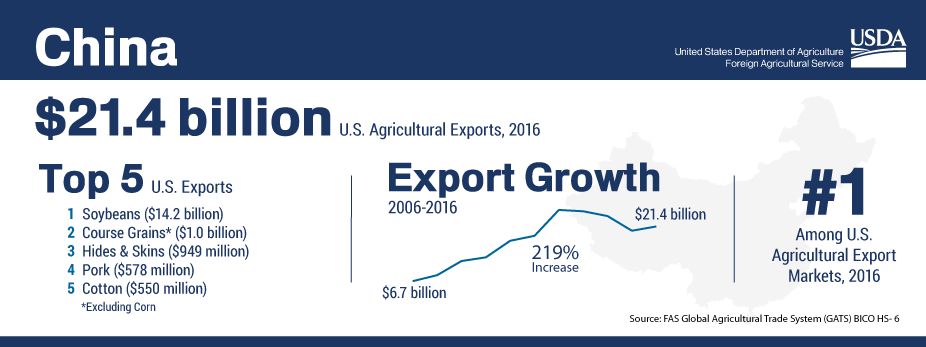 China
United States Department of Agriculture
Foreign Agricultural Service
USDA
$21.4 billion U.S. Agricultural Exports, 2016
Top 5 U.S. Exports
1 Soybeans ($14.2 billion)
2 Course Grains* ($1.0 billion)
3 Hides & Skins ($949 million)
4 Pork ($578 million)
5 Cotton ($550 million)
*Excluding Corn
Export Growth
2006-2016
$21.4 billion
219%
Increase
$6.7 billion
#1
Among U.S.
Agricultural Export
Markets, 2016
Source: FAS Global Agricultural Trade System (GATS) BICO HS- 6